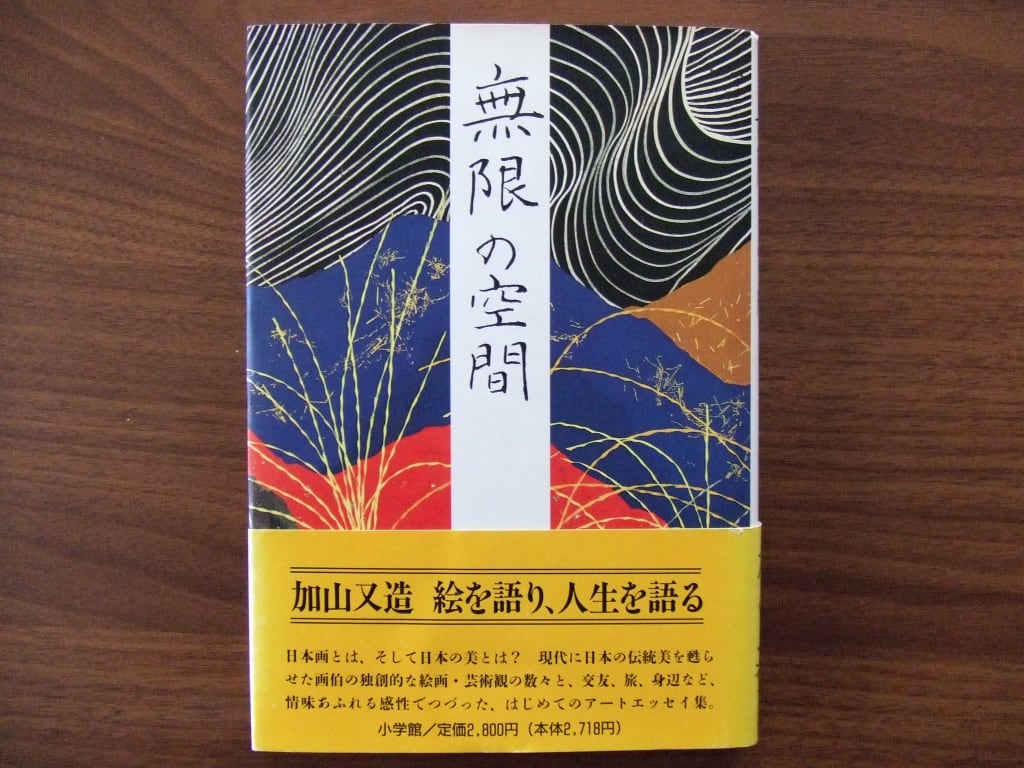 無限の空間
加山又造 絵を語り、人生を語る
日本画とは、そして日本の美とは? 現代に日本の伝統美を甦ら
せた画伯の独創的な絵画・芸術観の数々と、交友、旅、身辺など、
情味あふれる感性でつづった、はじめてのアートエッセイ集。
小学館/定価2,800円(本体2,718円)